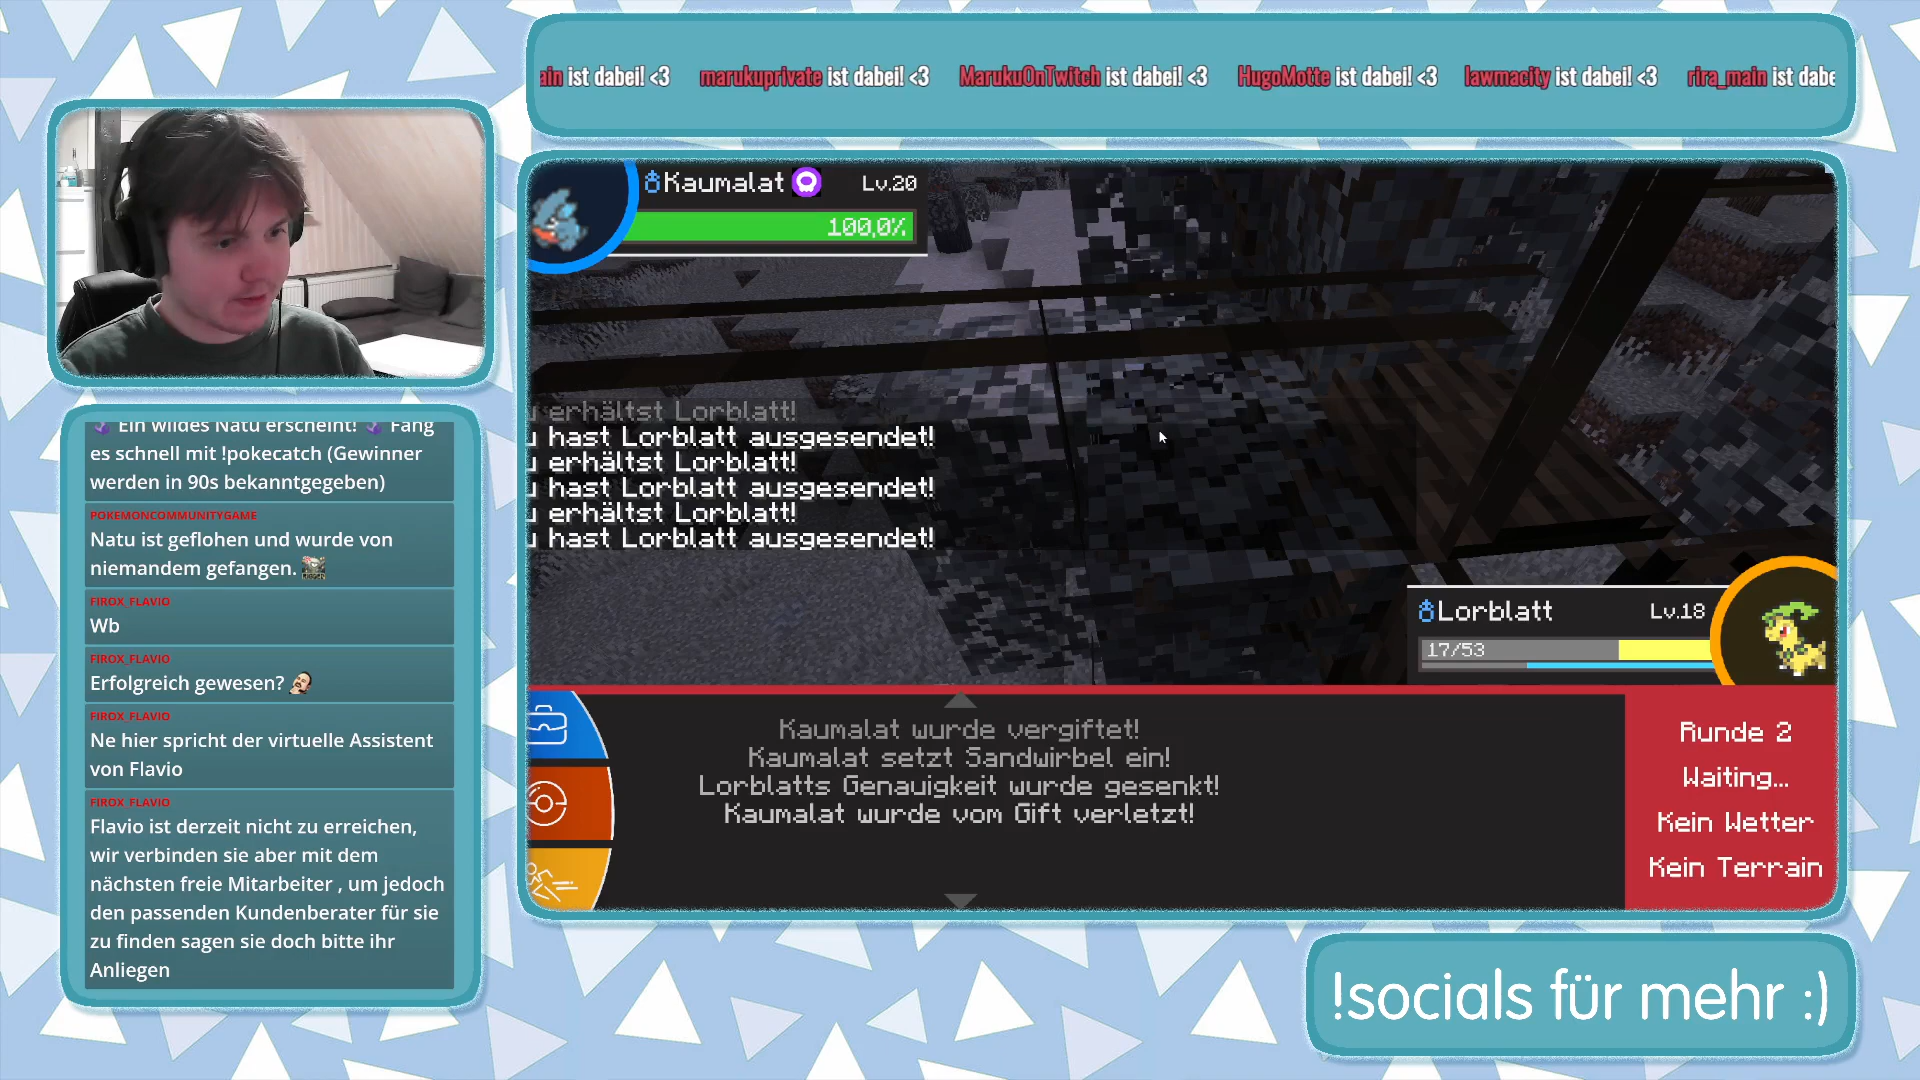 ain ist dabei! <3 marukuprivate ist dabei! <3 MarukuOnTwitch ist dabei! <3 HugoMotte ist dabei! <3 lawmacity ist dabei! <3 rira_main ist dabe
Kaumalat Lv.20
100,0%
u erhältst Lorblatt!
u hast Lorblatt ausgesendet!
u erhältst Lorblatt!
u hast Lorblatt ausgesendet!
u erhältst Lorblatt!
u hast Lorblatt ausgesendet!
Lorblatt Lv.18
17/53
Kaumalat wurde vergiftet!
Kaumalat setzt Sandwirbel ein!
Lorblatts Genauigkeit wurde gesenkt!
Kaumalat wurde vom Gift verletzt!
Runde 2
Waiting...
Kein Wetter
Kein Terrain
Ein wildes Natu erscheint! Fang
es schnell mit !pokecatch (Gewinner
werden in 90s bekanntgegeben)
POKEMONCOMMUNITYGAME
Natu ist geflohen und wurde von
niemandem gefangen.
FIROX_FLAVIO
Wb
FIROX_FLAVIO
Erfolgreich gewesen?
FIROX_FLAVIO
Ne hier spricht der virtuelle Assistent
von Flavio
FIROX_FLAVIO
Flavio ist derzeit nicht zu erreichen,
wir verbinden sie aber mit dem
nächsten freie Mitarbeiter , um jedoch
den passenden Kundenberater für sie
zu finden sagen sie doch bitte ihr
Anliegen
!socials für mehr :)